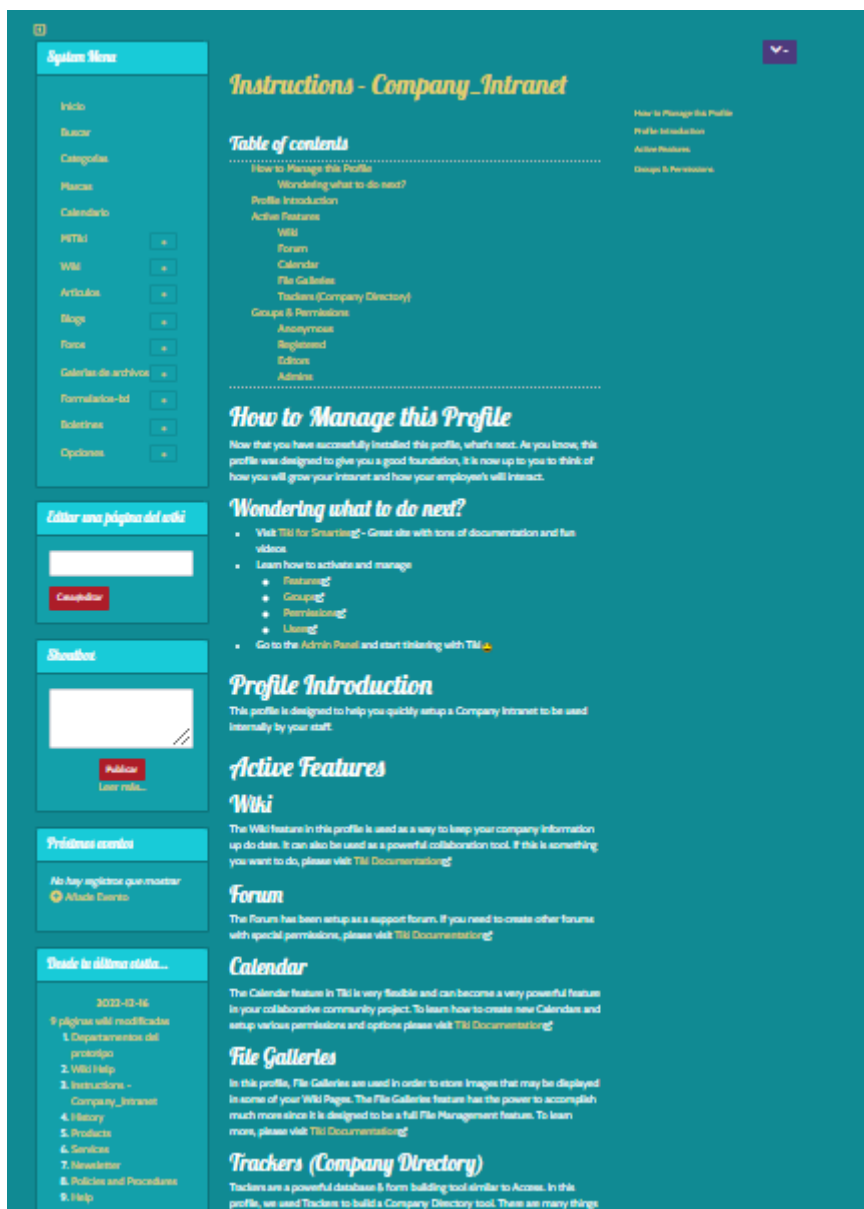 System Menu
Inicio
Buscar
Categorías
Marcas
Calendario
MiTiki
Wiki
Artículos
Blogs
Foros
Galerías de archivos
Formularios-bd
Boletines
Opciones
Editar una página del wiki
Crear/editar
Shoutbox
Publicar
Leer más...
Próximos eventos
No hay registros que mostrar
Añade Evento
Desde tu última visita...
2022-12-16
9 páginas wiki modificadas
1. Departamentos del
prototipo
2. Wiki Help
3. Instructions -
Company_Intranet
4. History
5. Products
6. Services
7. Newsletter
8. Policies and Procedures
9. Help
Instructions - Company_Intranet
Table of contents
How to Manage this Profile
Wondering what to do next?
Profile Introduction
Active Features
Wiki
Forum
Calendar
File Galleries
Trackers (Company Directory)
Groups & Permissions
Anonymous
Registered
Editors
Admins
How to Manage this Profile
Now that you have successfully installed this profile, what's next. As you know, this
profile was designed to give you a good foundation, it is now up to you to think of
how you will grow your intranet and how your employee's will interact.
Wondering what to do next?
Visit Tiki for Smarties - Great site with tons of documentation and fun
videos
Learn how to activate and manage
Features
Groups
Permissions
Users
Go to the Admin Panel and start tinkering with Tiki
Profile Introduction
This profile is designed to help you quickly setup a Company Intranet to be used
internally by your staff.
Active Features
Wiki
The Wiki feature in this profile is used as a way to keep your company information
up do date. It can also be used as a powerful collaboration tool. If this is something
you want to do, please visit Tiki Documentation
Forum
The Forum has been setup as a support forum. If you need to create other forums
with special permissions, please visit Tiki Documentation
Calendar
The Calendar feature in Tiki is very flexible and can become a very powerful feature
in your collaborative community project. To learn how to create new Calendars and
setup various permissions and options please visit Tiki Documentation
File Galleries
In this profile, File Galleries are used in order to store Images that may be displayed
in some of your Wiki Pages. The File Galleries feature has the power to accomplish
much more since it is designed to be a full File Management feature. To learn
more, please visit Tiki Documentation
Trackers (Company Directory)
Trackers are a powerful database & form building tool similar to Access. In this
profile, we used Trackers to build a Company Directory tool. There are many things
How to Manage this Profile
Profile Introduction
Active Features
Groups & Permissions